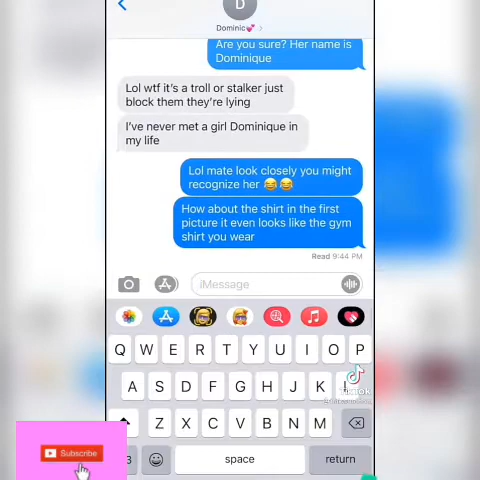 D
Dominic💕 >
Are you sure? Her name is
Dominique
Lol wtf it's a troll or stalker just
block them they're lying
I've never met a girl Dominique in
my life
Lol mate look closely you might
recognize her 😂😂
How about the shirt in the first
picture it even looks like the gym
shirt you wear
Read 9:44 PM
iMessage
Q W E R T Y U I O P
A S D F G H J K L
TikTok
Z X C V B N M
3 space return
Subscribe